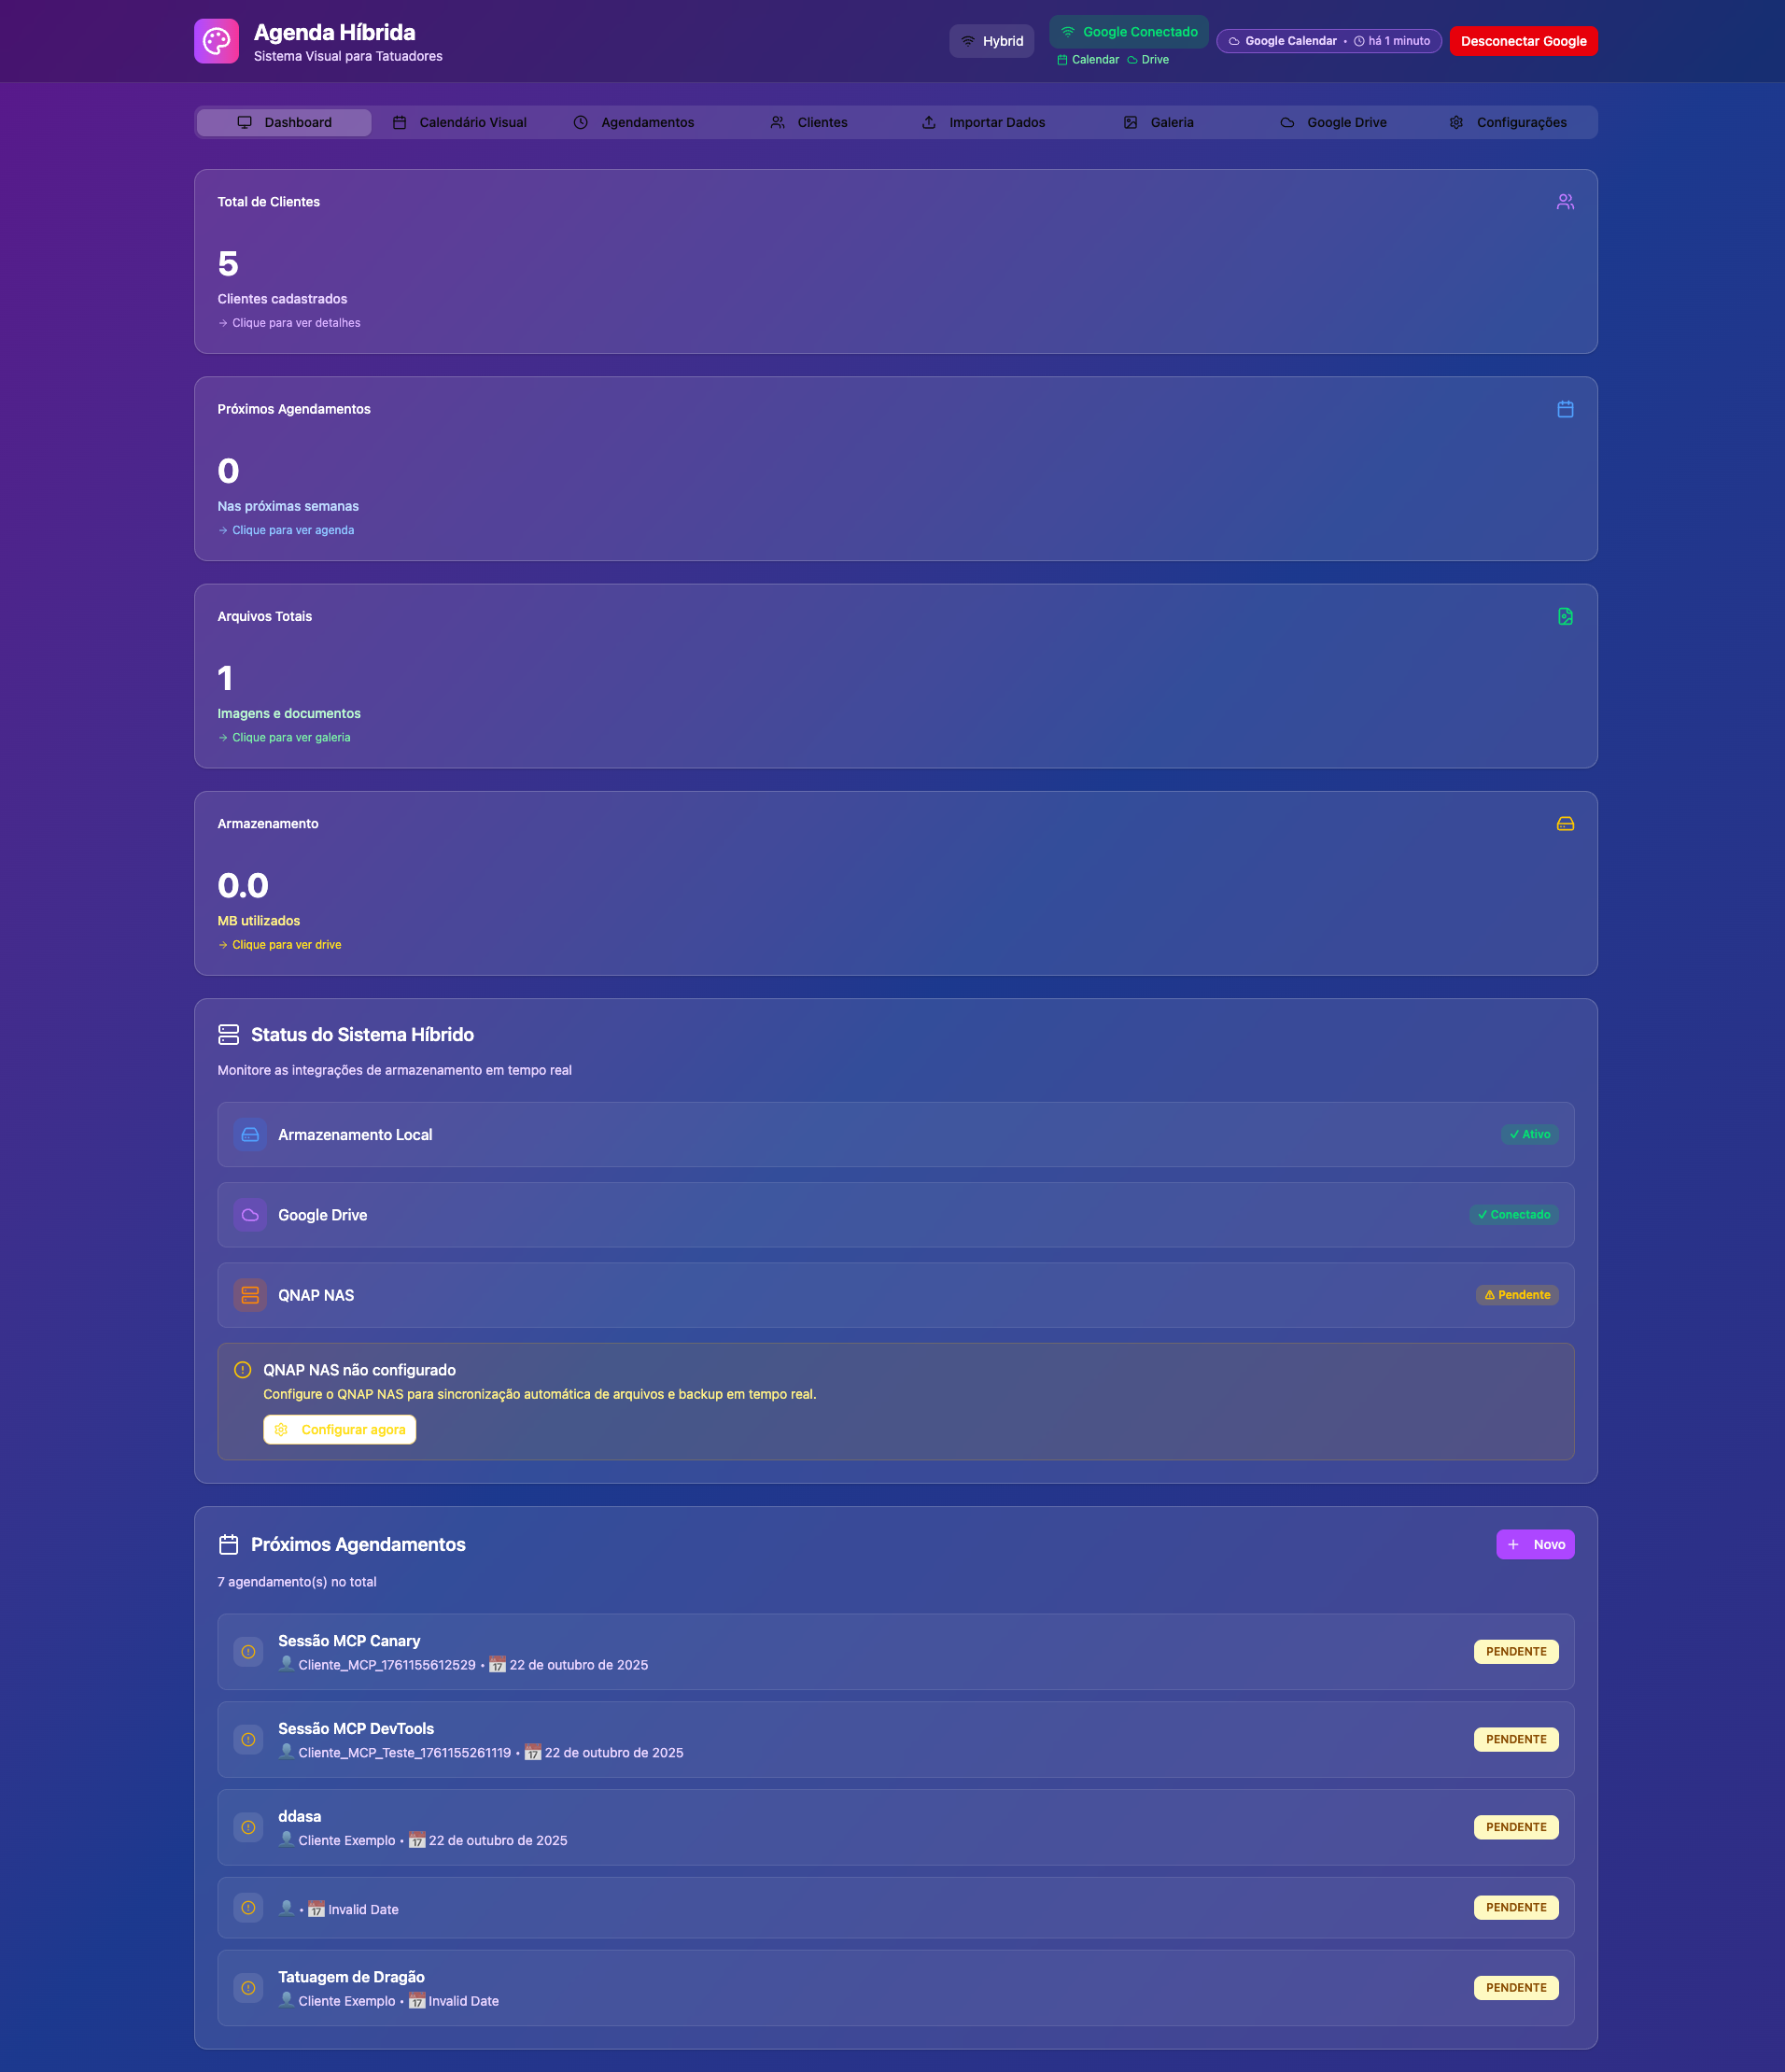 Agenda Híbrida
Sistema Visual para Tatuadores
Hybrid
Google Conectado
Calendar Drive
Google Calendar • há 1 minuto
Desconectar Google
Dashboard
Calendário Visual
Agendamentos
Clientes
Importar Dados
Galeria
Google Drive
Configurações
Total de Clientes
5
Clientes cadastrados
→ Clique para ver detalhes
Próximos Agendamentos
0
Nas próximas semanas
→ Clique para ver agenda
Arquivos Totais
1
Imagens e documentos
→ Clique para ver galeria
Armazenamento
0.0
MB utilizados
→ Clique para ver drive
Status do Sistema Híbrido
Monitore as integrações de armazenamento em tempo real
Armazenamento Local
✓ Ativo
Google Drive
✓ Conectado
QNAP NAS
⚠ Pendente
QNAP NAS não configurado
Configure o QNAP NAS para sincronização automática de arquivos e backup em tempo real.
Configurar agora
Próximos Agendamentos
+ Novo
7 agendamento(s) no total
Sessão MCP Canary
👤 Cliente_MCP_1761155612529 • 📅 22 de outubro de 2025
PENDENTE
Sessão MCP DevTools
👤 Cliente_MCP_Teste_1761155261119 • 📅 22 de outubro de 2025
PENDENTE
ddasa
👤 Cliente Exemplo • 📅 22 de outubro de 2025
PENDENTE
👤 • 📅 Invalid Date
PENDENTE
Tatuagem de Dragão
👤 Cliente Exemplo • 📅 Invalid Date
PENDENTE